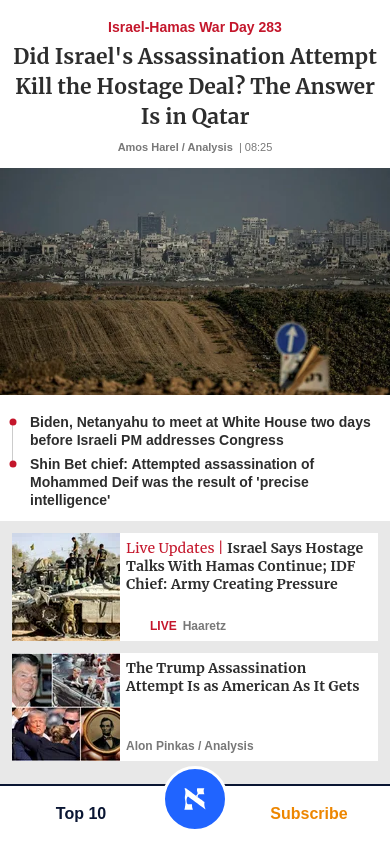 Israel-Hamas War Day 283
Did Israel's Assassination Attempt
Kill the Hostage Deal? The Answer
Is in Qatar
Amos Harel / Analysis | 08:25
Biden, Netanyahu to meet at White House two days
before Israeli PM addresses Congress
Shin Bet chief: Attempted assassination of
Mohammed Deif was the result of 'precise
intelligence'
Live Updates | Israel Says Hostage
Talks With Hamas Continue; IDF
Chief: Army Creating Pressure
LIVE Haaretz
The Trump Assassination
Attempt Is as American As It Gets
Alon Pinkas / Analysis
Top 10
Subscribe